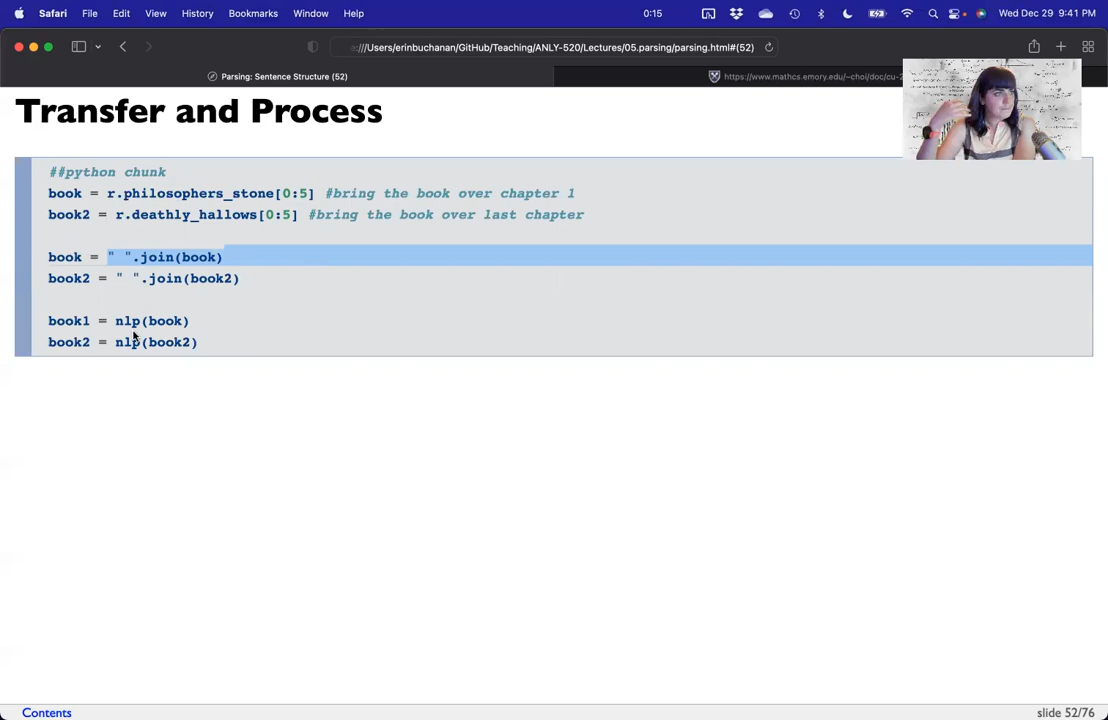 Safari File Edit View History Bookmarks Window Help 0:15 Wed Dec 29 9:41 PM
:///Users/erinbuchanan/GitHub/Teaching/ANLY-520/Lectures/05.parsing/parsing.html#(52)
Parsing: Sentence Structure (52) https://www.mathcs.emory.edu/~choi/doc/cu-2
Transfer and Process
##python chunk
book = r.philosophers_stone[0:5] #bring the book over chapter 1
book2 = r.deathly_hallows[0:5] #bring the book over last chapter
book = " ".join(book)
book2 = " ".join(book2)
book1 = nlp(book)
book2 = nlp(book2)
Contents slide 52/76